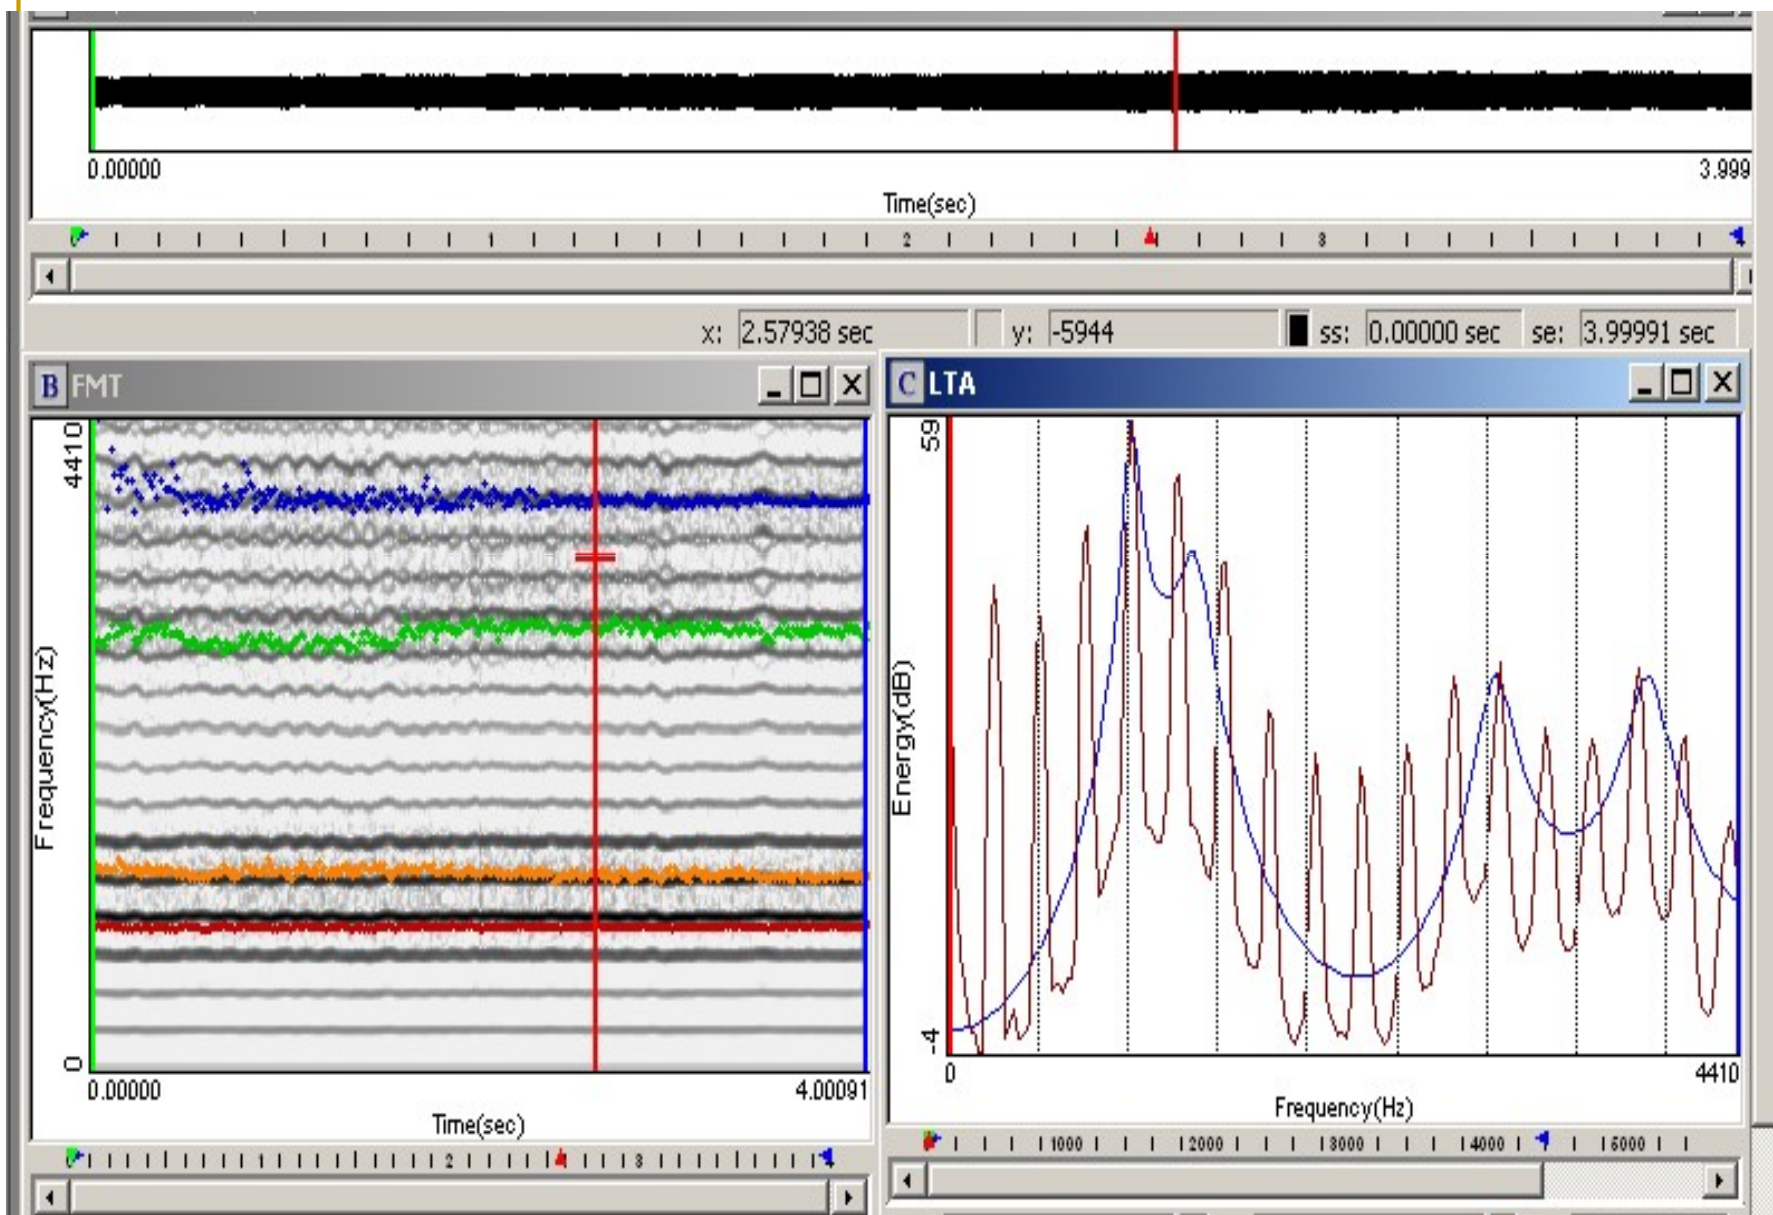 0.00000
3.999
Time(sec)
1 2 3
x: 2.57938 sec y: -5944 ss: 0.00000 sec se: 3.99991 sec
B FMT
4410
Frequency(Hz)
0
0.00000
4.00091
Time(sec)
1 2 3
C LTA
59
Energy(dB)
-4
0
4410
Frequency(Hz)
1000 2000 3000 4000 5000